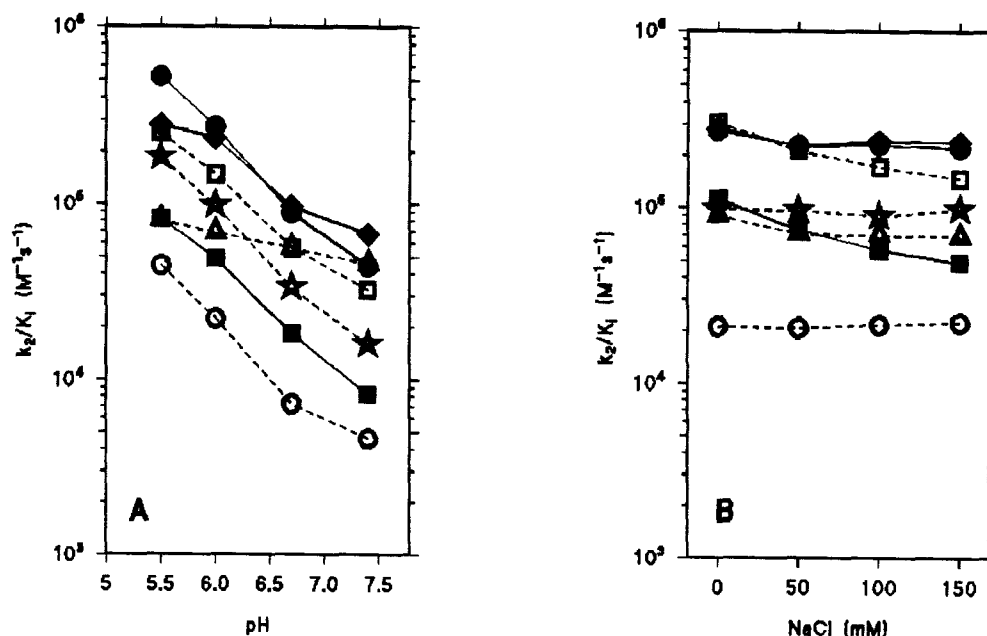 10⁶
10⁵
10⁴
10³
k₂/Kᵢ (M⁻¹s⁻¹)
A
5 5.5 6.0 6.5 7.0 7.5
pH
10⁶
10⁵
10⁴
10³
k₂/Kᵢ (M⁻¹s⁻¹)
B
0 50 100 150
NaCl (mM)